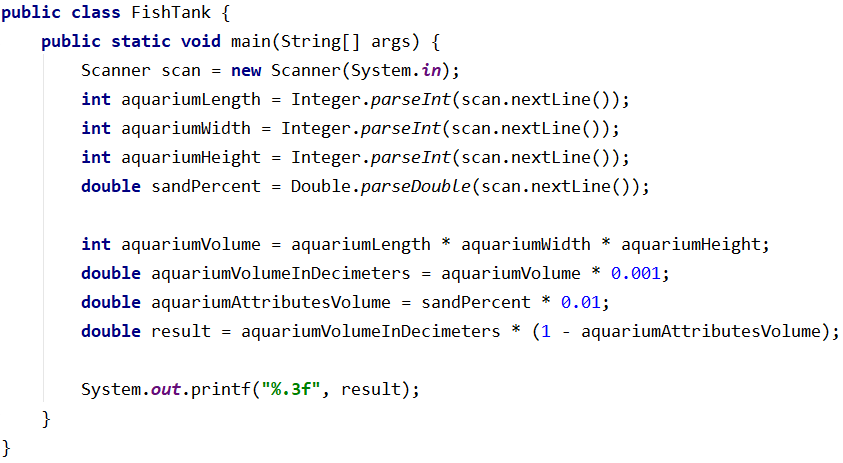 public class FishTank {
public static void main(String[] args) {
Scanner scan = new Scanner(System.in);
int aquariumLength = Integer.parseInt(scan.nextLine());
int aquariumWidth = Integer.parseInt(scan.nextLine());
int aquariumHeight = Integer.parseInt(scan.nextLine());
double sandPercent = Double.parseDouble(scan.nextLine());
int aquariumVolume = aquariumLength * aquariumWidth * aquariumHeight;
double aquariumVolumeInDecimeters = aquariumVolume * 0.001;
double aquariumAttributesVolume = sandPercent * 0.01;
double result = aquariumVolumeInDecimeters * (1 - aquariumAttributesVolume);
System.out.printf("%.3f", result);
}
}